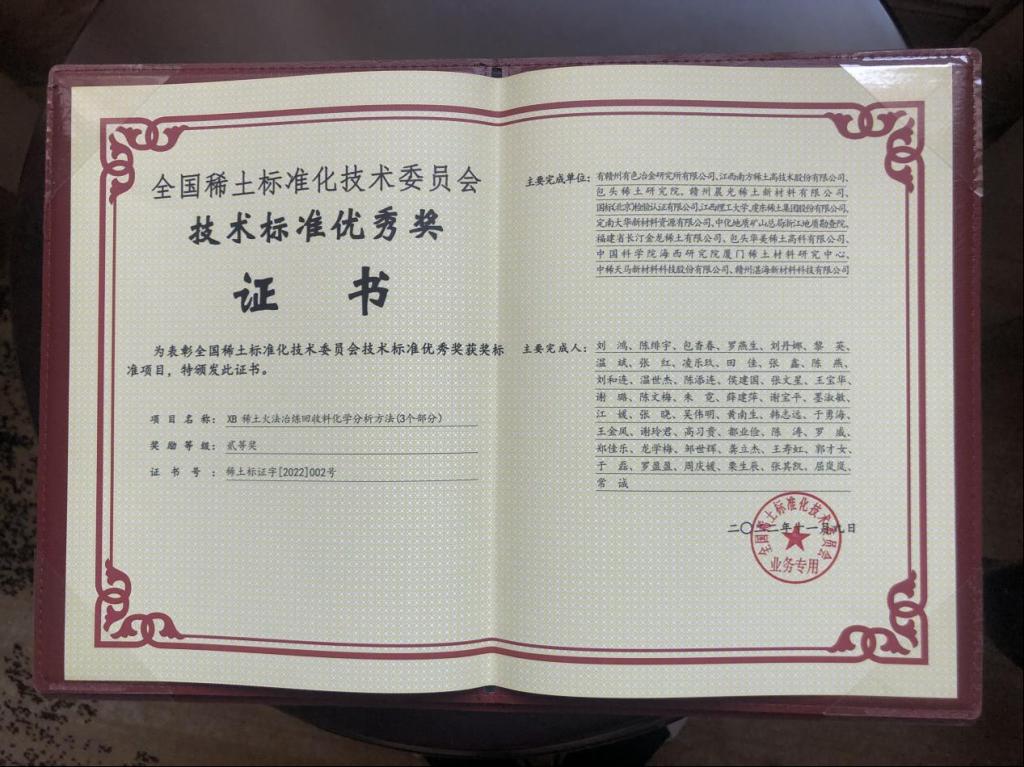 全国稀土标准化技术委员会
技术标准优秀奖
证 书
为表彰全国稀土标准化技术委员会技术标准优秀奖获奖标
准项目，特颁发此证书。
项目名称：XB 稀土火法冶炼回收料化学分析方法(3个部分)
奖励等级：贰等奖
证书号：稀土标证字[2022]002号
主要完成单位：有赣州有色冶金研究所有限公司、江西南方稀土高技术股份有限公司、
包头稀土研究院、赣州晨光稀土新材料有限公司、
国标(北京)检验认证有限公司、江西理工大学、虔东稀土集团股份有限公司、
定南大华新材料资源有限公司、中化地质矿山总局浙江地质勘查院、
福建省长汀金龙稀土有限公司、包头华美稀土高科有限公司、
中国科学院海西研究院厦门稀土材料研究中心、
中稀天马新材料科技股份有限公司、赣州湛海新材料科技有限公司
主要完成人：刘 鸿、陈绯宇、包香春、罗燕生、刘丹娜、黎 英、
温 斌、张 红、凌乐玖、田 佳、张 鑫、陈 燕、
刘和连、温世杰、陈添连、侯建国、张文星、王宝华、
谢 璐、陈文梅、朱 霓、薛建萍、谢宝平、墨淑敏、
江 媛、张 晓、吴伟明、黄南生、韩志远、于勇海、
王金凤、谢玲君、高习贵、都业俭、陈 涛、罗 威、
郑佳乐、龙学梅、邹世辉、龚立杰、王寿虹、郭才女、
于 磊、罗盈盈、周庆媛、栗生辰、张其凯、屈岚岚、
常 诚
二〇二二年十一月九日
全国稀土标准化技术委员会
业务专用